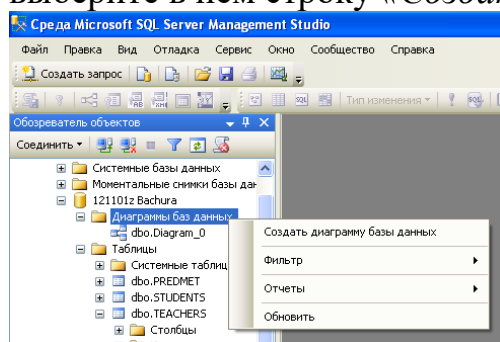 выберите в нем строку «Созда
Среда Microsoft SQL Server Management Studio
Файл Правка Вид Отладка Сервис Окно Сообщество Справка
Создать запрос
Тип изменения
Обозреватель объектов
Соединить
Системные базы данных
Моментальные снимки базы дан
121101z Bachura
Диаграммы баз данных
dbo.Diagram_0
Создать диаграмму базы данных
Таблицы
Фильтр
Системные таблиц
dbo.PREDMET
Отчеты
dbo.STUDENTS
dbo.TEACHERS
Обновить
Столбцы